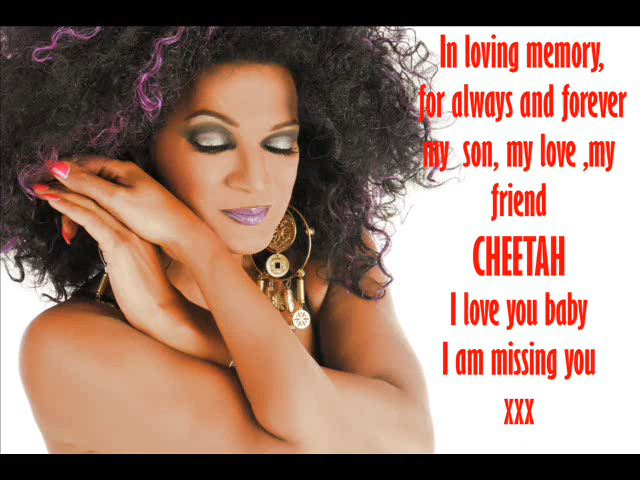 In loving memory,
for always and forever
my son, my love ,my
friend
CHEETAH
I love you baby
I am missing you
xxx